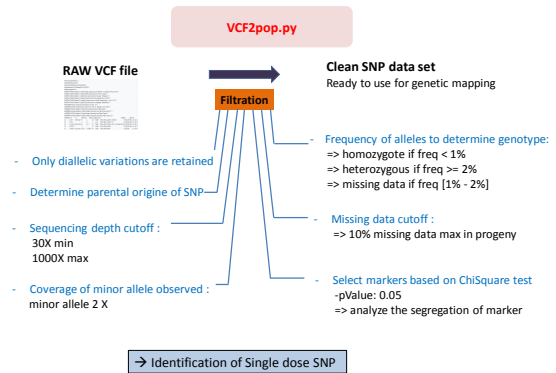 VCF2pop.py
RAW VCF file
Filtration
Clean SNP data set
Ready to use for genetic mapping
- Only diallelic variations are retained
- Determine parental origine of SNP
- Sequencing depth cutoff :
30X min
1000X max
- Coverage of minor allele observed :
minor allele 2 X
- Frequency of alleles to determine genotype:
=> homozygote if freq < 1%
=> heterozygous if freq >= 2%
=> missing data if freq [1% - 2%]
- Missing data cutoff :
=> 10% missing data max in progeny
- Select markers based on ChiSquare test
-pValue: 0.05
=> analyze the segregation of marker
→ Identification of Single dose SNP